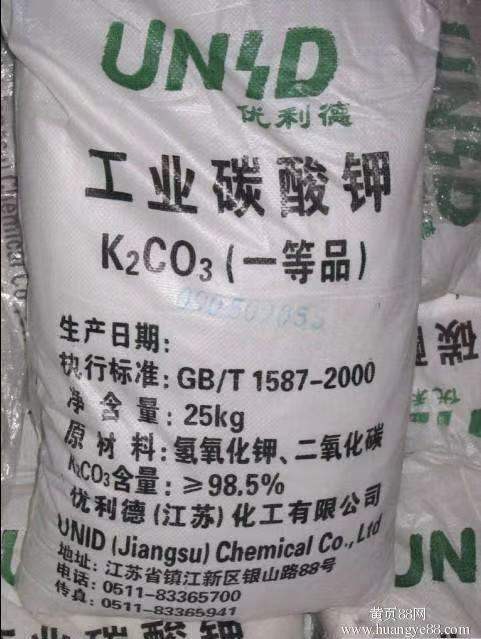 UNID
优利德
工业碳酸钾
K2CO3(一等品)
生产日期:
执行标准: GB/T 1587-2000
净含量: 25kg
原材料: 氢氧化钾、二氧化碳
K2CO3含量: ≥98.5%
优利德(江苏)化工有限公司
UNID (Jiangsu) Chemical Co., Ltd
地址: 江苏省镇江新区银山路88号
电话: 0511-83365700
传真: 0511-83365941
黄页88网
www.huangye88.com